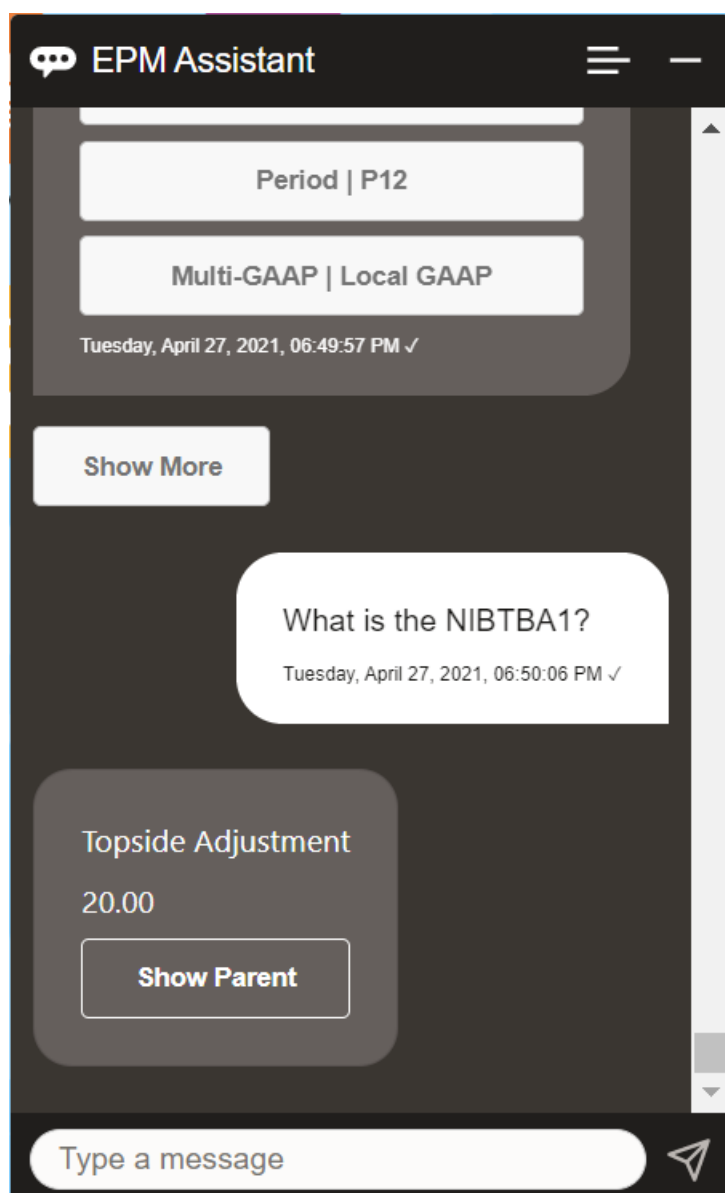 EPM Assistant
Period | P12
Multi-GAAP | Local GAAP
Tuesday, April 27, 2021, 06:49:57 PM ✓
Show More
What is the NIBTBA1?
Tuesday, April 27, 2021, 06:50:06 PM ✓
Topside Adjustment
20.00
Show Parent
Type a message